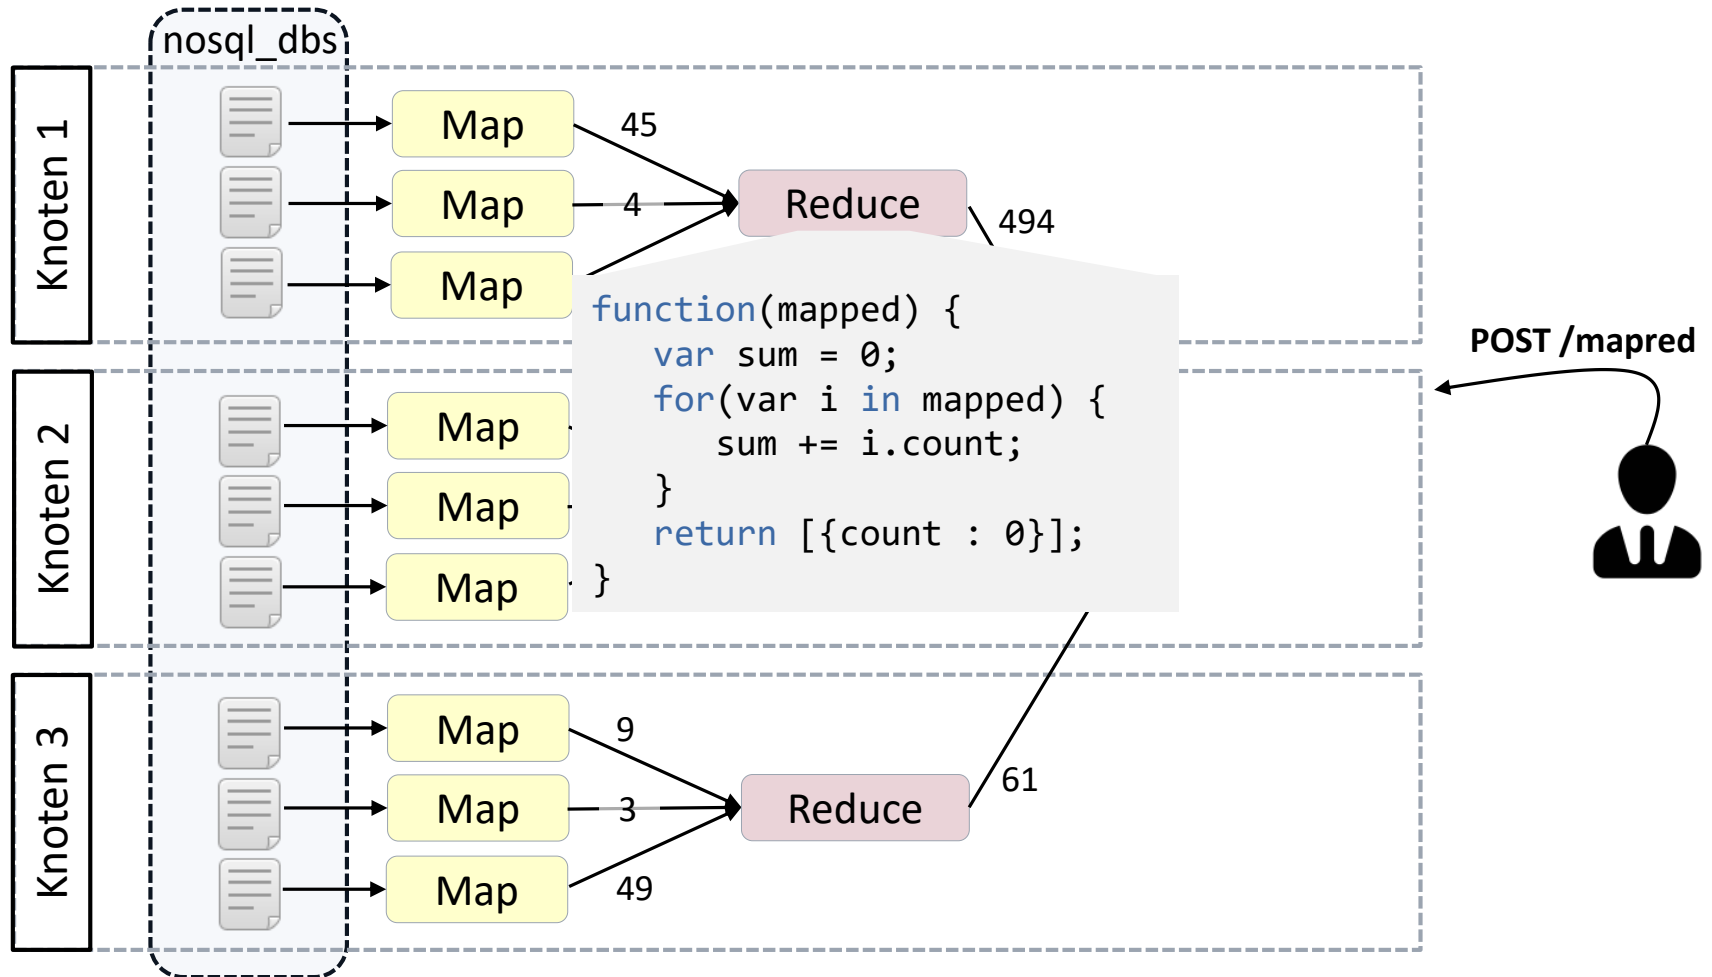 nosql_dbs
Knoten 1
Map
45
Map
4
Map
Reduce
494
function(mapped) {
var sum = 0;
for(var i in mapped) {
sum += i.count;
}
return [{count : 0}];
}
POST /mapred
Knoten 2
Map
Map
Map
Knoten 3
Map
9
Map
3
Map
49
Reduce
61